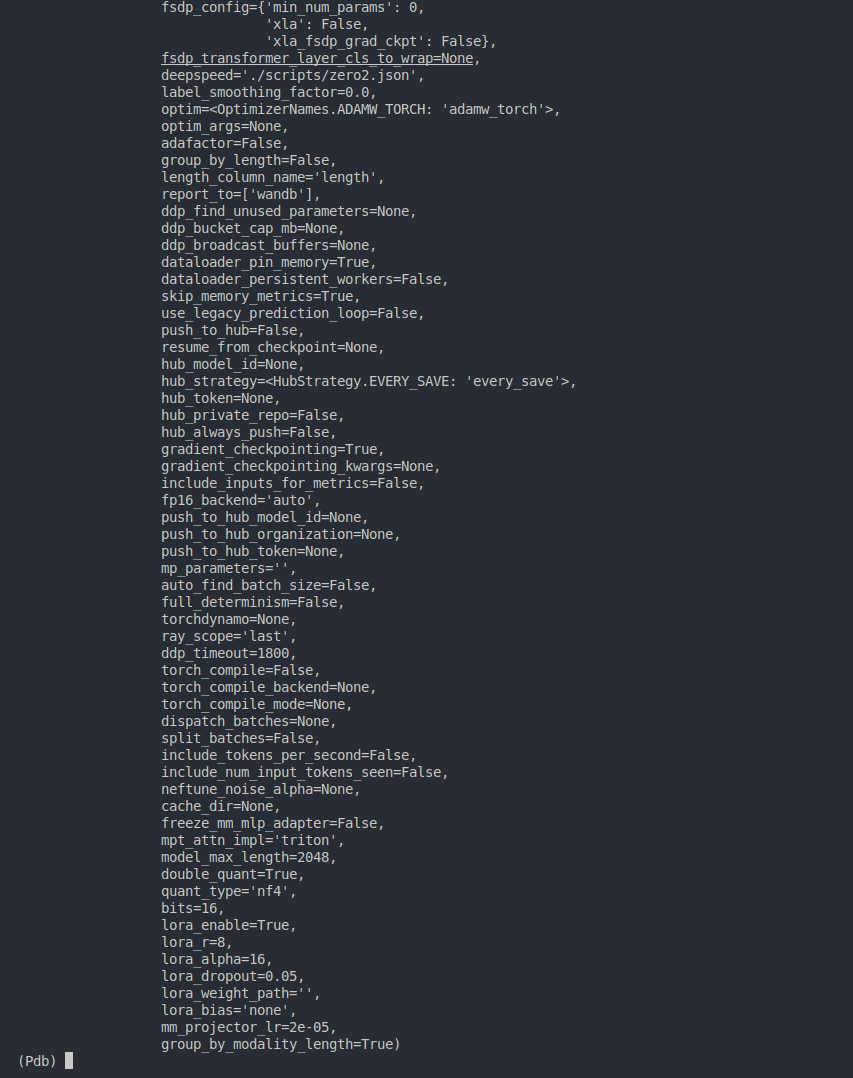 fsdp_config={'min_num_params': 0,
'xla': False,
'xla_fsdp_grad_ckpt': False},
fsdp_transformer_layer_cls_to_wrap=None,
deepspeed='./scripts/zero2.json',
label_smoothing_factor=0.0,
optim=<OptimizerNames.ADAMW_TORCH: 'adamw_torch'>,
optim_args=None,
adafactor=False,
group_by_length=False,
length_column_name='length',
report_to=['wandb'],
ddp_find_unused_parameters=None,
ddp_bucket_cap_mb=None,
ddp_broadcast_buffers=None,
dataloader_pin_memory=True,
dataloader_persistent_workers=False,
skip_memory_metrics=True,
use_legacy_prediction_loop=False,
push_to_hub=False,
resume_from_checkpoint=None,
hub_model_id=None,
hub_strategy=<HubStrategy.EVERY_SAVE: 'every_save'>,
hub_token=None,
hub_private_repo=False,
hub_always_push=False,
gradient_checkpointing=True,
gradient_checkpointing_kwargs=None,
include_inputs_for_metrics=False,
fp16_backend='auto',
push_to_hub_model_id=None,
push_to_hub_organization=None,
push_to_hub_token=None,
mp_parameters='',
auto_find_batch_size=False,
full_determinism=False,
torchdynamo=None,
ray_scope='last',
ddp_timeout=1800,
torch_compile=False,
torch_compile_backend=None,
torch_compile_mode=None,
dispatch_batches=None,
split_batches=False,
include_tokens_per_second=False,
include_num_input_tokens_seen=False,
neftune_noise_alpha=None,
cache_dir=None,
freeze_mm_mlp_adapter=False,
mpt_attn_impl='triton',
model_max_length=2048,
double_quant=True,
quant_type='nf4',
bits=16,
lora_enable=True,
lora_r=8,
lora_alpha=16,
lora_dropout=0.05,
lora_weight_path='',
lora_bias='none',
mm_projector_lr=2e-05,
group_by_modality_length=True)
(Pdb)